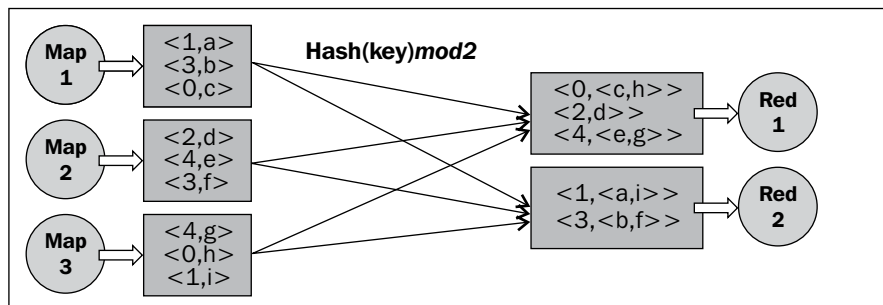 Map
1
<1,a>
<3,b>
<0,c>
Hash(key)mod2
Map
2
<2,d>
<4,e>
<3,f>
Map
3
<4,g>
<0,h>
<1,i>
<0,<c,h>>
<2,d>>
<4,<e,g>>
Red
1
<1,<a,i>>
<3,<b,f>>
Red
2